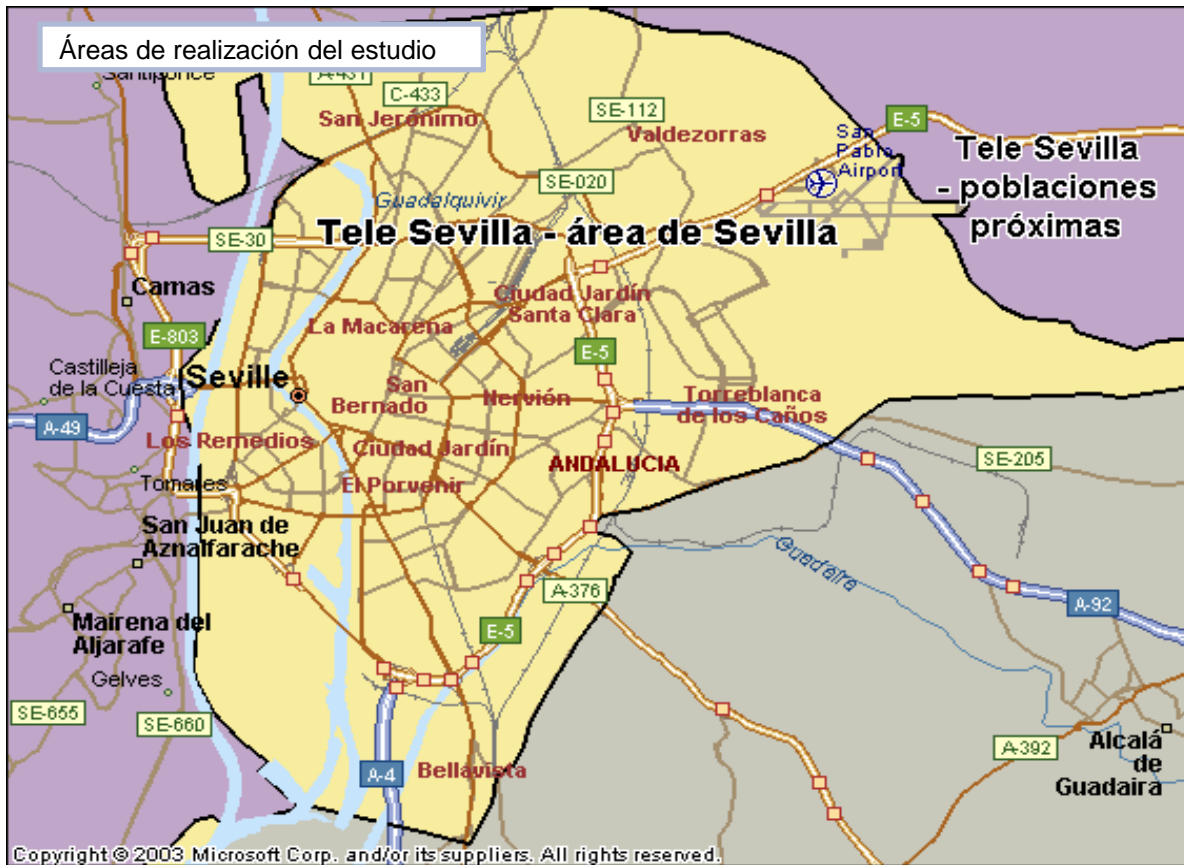 Áreas de realización del estudio
Santiponce
A-431
C-433
San Jerónimo
SE-112
Valdezorras
E-5
San
Pablo
Airport
Tele Sevilla
- poblaciones
próximas
SE-020
Guadalquivir
Tele Sevilla - área de Sevilla
SE-30
Camas
Ciudad Jardín
Santa Clara
La Macarena
E-803
E-5
Castilleja
de la Cuesta
Seville
San
Bernado
Nervión
Torreblanca
de los Caños
A-49
Los Remedios
Ciudad Jardín
ANDALUCIA
SE-205
Tomares
El Porvenir
San Juan de
Aznalfarache
Guadaira
A-376
A-92
Mairena del
Aljarafe
E-5
Gelves
SE-655
SE-660
A-392
Alcalá
de
Guadaira
A-4
Bellavista
Copyright © 2003 Microsoft Corp. and/or its suppliers. All rights reserved.